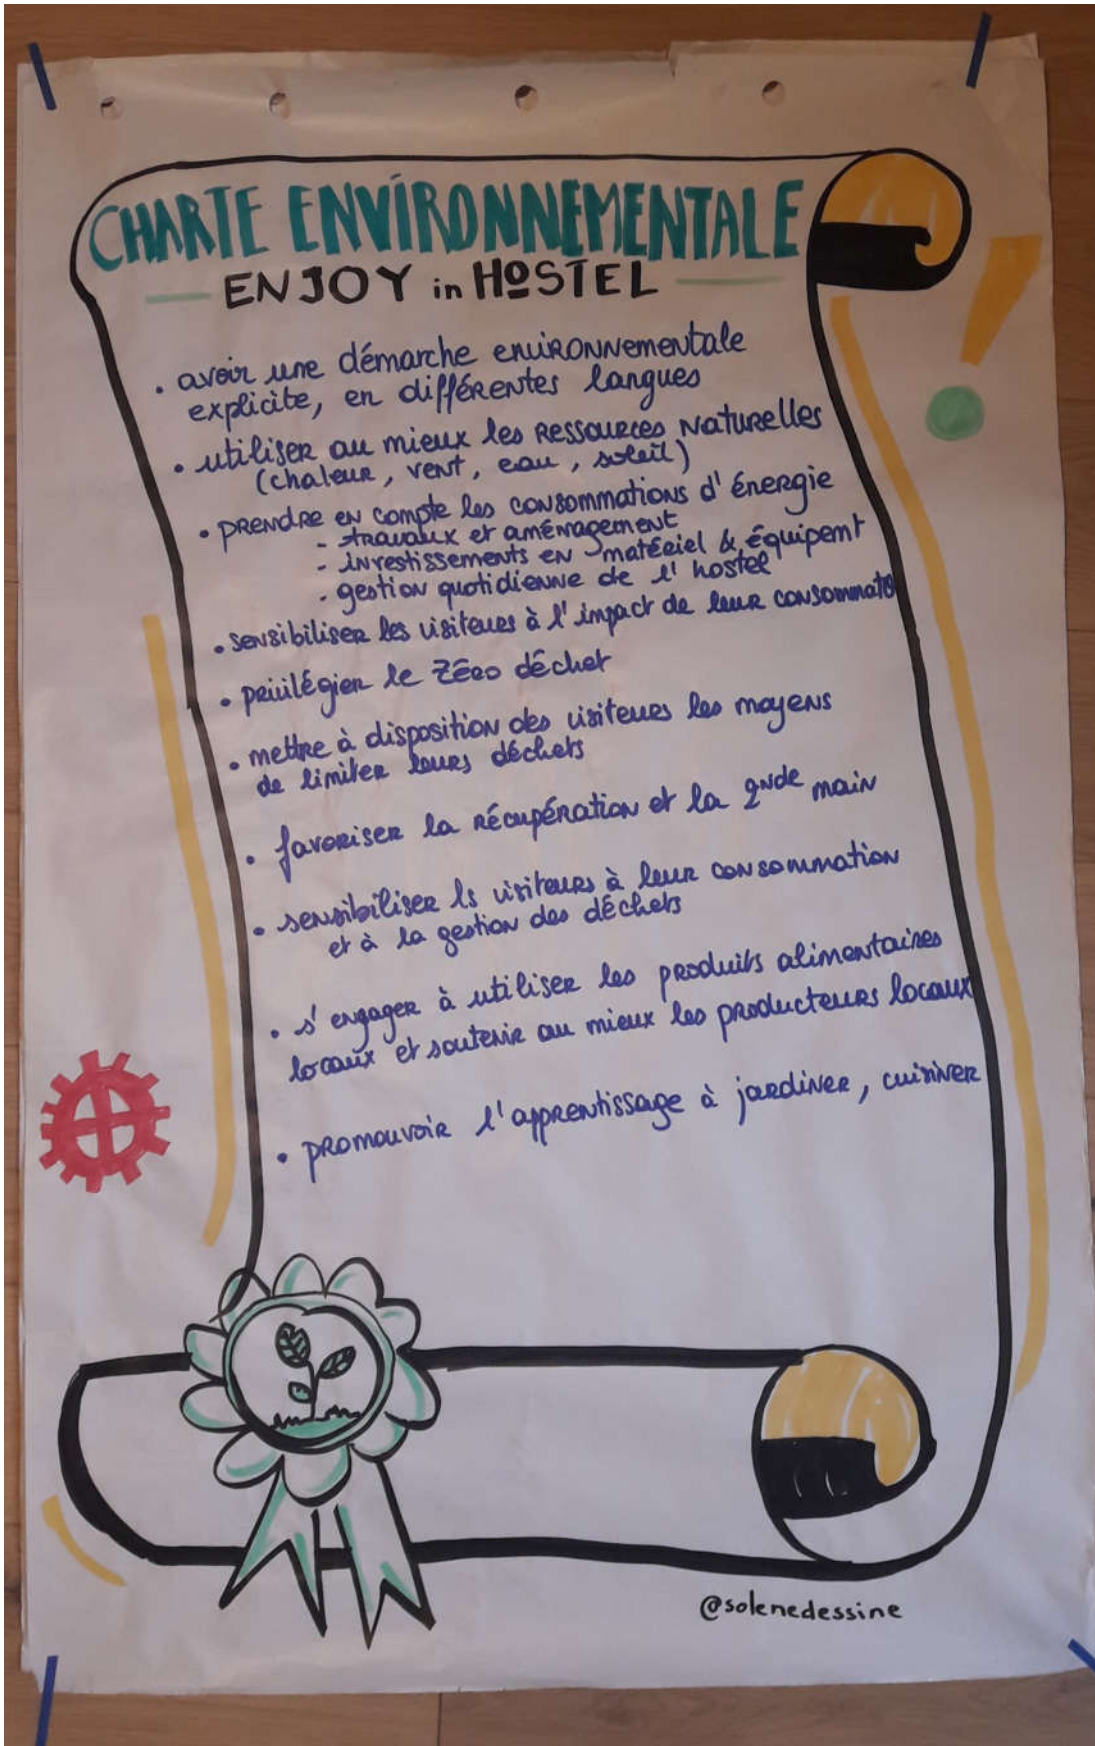 CHARTE ENVIRONNEMENTALE
ENJOY in HOSTEL
• avoir une démarche environnementale
explicite, en différentes langues
• utiliser au mieux les ressources naturelles
(chaleur, vent, eau, soleil)
• prendre en compte les consommations d'énergie
- travaux et aménagement
- investissements en matériel & équipemt
- gestion quotidienne de l'hostel
• sensibiliser les visiteurs à l'impact de leur consommato
• privilégier le zéro déchet
• mettre à disposition des visiteurs les moyens
de limiter leurs déchets
• favoriser la récupération et la 2nde main
• sensibiliser ls visiteurs à leur consommation
et à la gestion des déchets
• s'engager à utiliser les produits alimentaires
locaux et soutenir au mieux les producteurs locaux
• promouvoir l'apprentissage à jardiner, cuisiner
@solenedessine